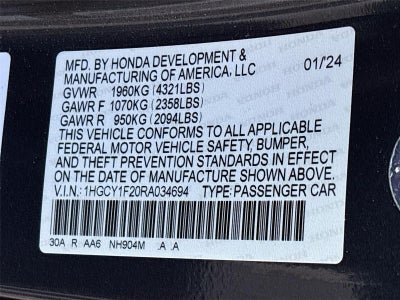 MFD. BY HONDA DEVELOPMENT &
MANUFACTURING OF AMERICA, LLC 01/24
GVWR 1960KG (4321LBS)
GAWR F 1070KG (2358LBS)
GAWR R 950KG (2094LBS)
THIS VEHICLE CONFORMS TO ALL APPLICABLE
FEDERAL MOTOR VEHICLE SAFETY, BUMPER,
AND THEFT PREVENTION STANDARDS IN EFFECT
ON THE DATE OF MANUFACTURE SHOWN ABOVE.
V.I.N.: 1HGCY1F20RA034694 TYPE: PASSENGER CAR
30A R AA6 NH904M .A .A